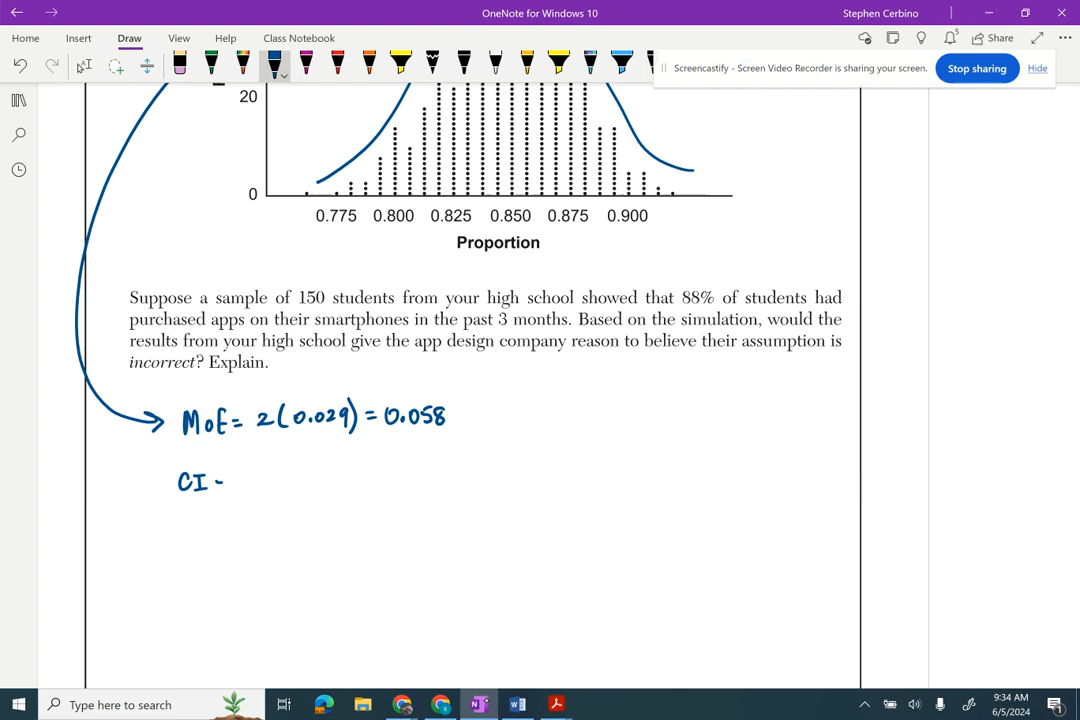 OneNote for Windows 10
Stephen Cerbino
Home Insert Draw View Help Class Notebook
Share
Screencastify - Screen Video Recorder is sharing your screen.
Stop sharing
Hide
20
0
0.775 0.800 0.825 0.850 0.875 0.900
Proportion
Suppose a sample of 150 students from your high school showed that 88% of students had
purchased apps on their smartphones in the past 3 months. Based on the simulation, would the
results from your high school give the app design company reason to believe their assumption is
incorrect? Explain.
MoE = 2(0.029) = 0.058
CI -
Type here to search
9:34 AM
6/5/2024